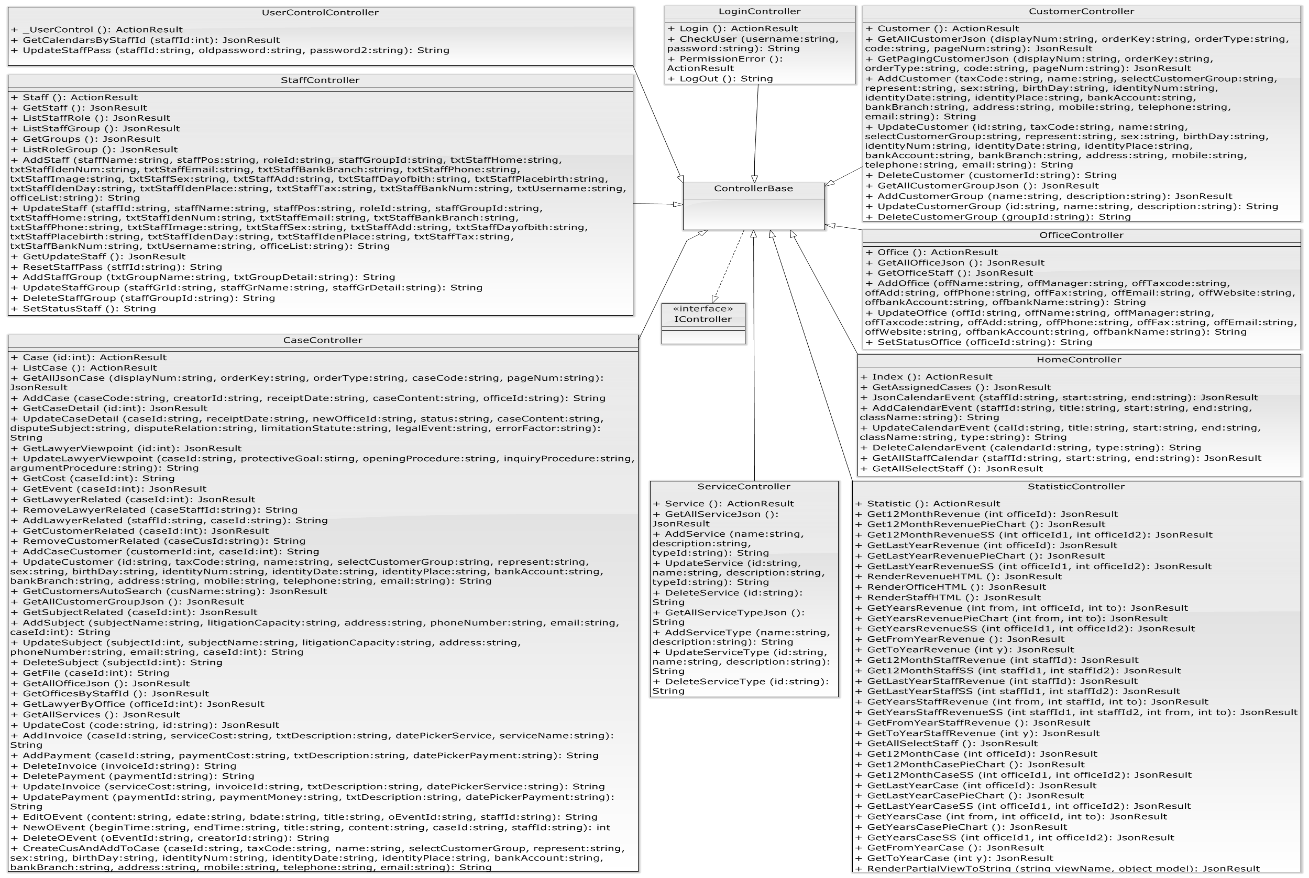 UserControlController
+ _UserControl (): ActionResult
+ GetCalendarsByStaffId (staffId:int): JsonResult
+ UpdateStaffPass (staffId:string, oldpassword:string, password2:string): String
StaffController
+ Staff (): ActionResult
+ GetStaff (): JsonResult
+ ListStaffRole (): JsonResult
+ ListStaffGroup (): JsonResult
+ GetGroups (): JsonResult
+ ListRoleGroup (): JsonResult
+ AddStaff (staffName:string, staffPos:string, roleId:string, staffGroupId:string, txtStaffHome:string,
txtStaffIdenNum:string, txtStaffEmail:string, txtStaffBankBranch:string, txtStaffPhone:string,
txtStaffImage:string, txtStaffSex:string, txtStaffAdd:string, txtStaffDayofbith:string, txtStaffPlacebirth:string,
txtStaffIdenDay:string, txtStaffIdenPlace:string, txtStaffTax:string, txtStaffBankNum:string, txtUsername:string,
officeList:string): String
+ UpdateStaff (staffId:string, staffName:string, staffPos:string, roleId:string, staffGroupId:string,
txtStaffHome:string, txtStaffIdenNum:string, txtStaffEmail:string, txtStaffBankBranch:string,
txtStaffPhone:string, txtStaffImage:string, txtStaffSex:string, txtStaffAdd:string, txtStaffDayofbith:string,
txtStaffPlacebirth:string, txtStaffIdenDay:string, txtStaffIdenPlace:string, txtStaffTax:string,
txtStaffBankNum:string, txtUsername:string, officeList:string): String
+ GetUpdateStaff (): JsonResult
+ ResetStaffPass (stffId:string): String
+ AddStaffGroup (txtGroupName:string, txtGroupDetail:string): String
+ UpdateStaffGroup (staffGrId:string, staffGrName:string, staffGrDetail:string): String
+ DeleteStaffGroup (staffGroupId:string): String
+ SetStatusStaff (): String
CaseController
+ Case (id:int): ActionResult
+ ListCase (): ActionResult
+ GetAllJsonCase (displayNum:string, orderKey:string, orderType:string, caseCode:string, pageNum:string):
JsonResult
+ AddCase (caseCode:string, creatorId:string, receiptDate:string, caseContent:string, officeId:string): String
+ GetCaseDetail (id:int): JsonResult
+ UpdateCaseDetail (caseId:string, receiptDate:string, newOfficeId:string, status:string, caseContent:string,
disputeSubject:string, disputeRelation:string, limitationStatute:string, legalEvent:string, errorFactor:string):
String
+ GetLawyerViewpoint (id:int): JsonResult
+ UpdateLawyerViewpoint (caseId:string, protectiveGoal:stirng, openingProcedure:string, inquiryProcedure:string,
argumentProcedure:string): String
+ GetCost (caseId:int): String
+ GetEvent (caseId:int): JsonResult
+ GetLawyerRelated (caseId:int): JsonResult
+ RemoveLawyerRelated (caseStaffId:string): String
+ AddLawyerRelated (staffId:string, caseId:string): String
+ GetCustomerRelated (caseId:int): JsonResult
+ RemoveCustomerRelated (caseCusId:string): String
+ AddCaseCustomer (customerId:int, caseId:int): String
+ UpdateCustomer (id:string, taxCode:string, name:string, selectCustomerGroup:string, represent:string,
sex:string, birthDay:string, identityNum:string, identityDate:string, identityPlace:string, bankAccount:string,
bankBranch:string, address:string, mobile:string, telephone:string, email:string): String
+ GetCustomersAutoSearch (cusName:string): JsonResult
+ GetAllCustomerGroupJson (): JsonResult
+ GetSubjectRelated (caseId:int): JsonResult
+ AddSubject (subjectName:string, litigationCapacity:string, address:string, phoneNumber:string, email:string,
caseId:int): String
+ UpdateSubject (subjectId:int, subjectName:string, litigationCapacity:string, address:string,
phoneNumber:string, email:string, caseId:int): String
+ DeleteSubject (subjectId:int): String
+ GetFile (caseId:int): String
+ GetAllOfficeJson (): JsonResult
+ GetOfficesByStaffId (): JsonResult
+ GetLawyerByOffice (officeId:int): JsonResult
+ GetAllServices (): JsonResult
+ UpdateCost (code:string, id:string): JsonResult
+ AddInvoice (caseId:string, serviceCost:string, txtDescription:string, datePickerService, serviceName:string):
String
+ AddPayment (caseId:string, paymentCost:string, txtDescription:string, datePickerPayment:string): String
+ DeleteInvoice (invoiceId:string): String
+ DeletePayment (paymentId:string): String
+ UpdateInvoice (serviceCost:string, invoiceId:string, txtDescription:string, datePickerService:string): String
+ UpdatePayment (paymentId:string, paymentMoney:string, txtDescription:string, datePickerPayment:string):
String
+ EditOEvent (content:string, edate:string, bdate:string, title:string, oEventId:string, staffId:string): String
+ NewOEvent (beginTime:string, endTime:string, title:string, content:string, caseId:string, staffId:string): int
+ DeleteOEvent (oEventId:string, creatorId:string): String
+ CreateCusAndAddToCase (caseId:string, taxCode:string, name:string, selectCustomerGroup, represent:string,
sex:string, birthDay:string, identityNum:string, identityDate:string, identityPlace:string, bankAccount:string,
bankBranch:string, address:string, mobile:string, telephone:string, email:string): String
LoginController
+ Login (): ActionResult
+ CheckUser (username:string,
password:string): String
+ PermissionError ():
ActionResult
+ LogOut (): String
ControllerBase
«interface»
IController
ServiceController
+ Service (): ActionResult
+ GetAllServiceJson ():
JsonResult
+ AddService (name:string,
description:string,
typeId:string): String
+ UpdateService (id:string,
name:string, description:string,
typeId:string): String
+ DeleteService (id:string):
String
+ GetAllServiceTypeJson ():
String
+ AddServiceType (name:string,
description:string): String
+ UpdateServiceType (id:string,
name:string, description:string):
String
+ DeleteServiceType (id:string):
String
CustomerController
+ Customer (): ActionResult
+ GetAllCustomerJson (displayNum:string, orderKey:string, orderType:string,
code:string, pageNum:string): JsonResult
+ GetPagingCustomerJson (displayNum:string, orderKey:string,
orderType:string, code:string, pageNum:string): JsonResult
+ AddCustomer (taxCode:string, name:string, selectCustomerGroup:string,
represent:string, sex:string, birthDay:string, identityNum:string,
identityDate:string, identityPlace:string, bankAccount:string,
bankBranch:string, address:string, mobile:string, telephone:string,
email:string): String
+ UpdateCustomer (id:string, taxCode:string, name:string,
selectCustomerGroup:string, represent:string, sex:string, birthDay:string,
identityNum:string, identityDate:string, identityPlace:string,
bankAccount:string, bankBranch:string, address:string, mobile:string,
telephone:string, email:string): String
+ DeleteCustomer (customerId:string): String
+ GetAllCustomerGroupJson (): JsonResult
+ AddCustomerGroup (name:string, description:string): String
+ UpdateCustomerGroup (id:string, name:string, description:string): String
+ DeleteCustomerGroup (groupId:string): String
OfficeController
+ Office (): ActionResult
+ GetAllOfficeJson (): JsonResult
+ GetOfficeStaff (): JsonResult
+ AddOffice (offName:string, offManager:string, offTaxcode:string,
offAdd:string, offPhone:string, offFax:string, offEmail:string, offWebsite:string,
offbankAccount:string, offbankName:string): String
+ UpdateOffice (offId:string, offName:string, offManager:string,
offTaxcode:string, offAdd:string, offPhone:string, offFax:string, offEmail:string,
offWebsite:string, offbankAccount:string, offbankName:string): String
+ SetStatusOffice (officeId:string): String
HomeController
+ Index (): ActionResult
+ GetAssignedCases (): JsonResult
+ JsonCalendarEvent (staffId:string, start:string, end:string): JsonResult
+ AddCalendarEvent (staffId:string, title:string, start:string, end:string,
className:string): String
+ UpdateCalendarEvent (calId:string, title:string, start:string, end:string,
className:string, type:string): String
+ DeleteCalendarEvent (calendarId:string, type:string): String
+ GetAllStaffCalendar (staffId:string, start:string, end:string): JsonResult
+ GetAllSelectStaff (): JsonResult
StatisticController
+ Statistic (): ActionResult
+ Get12MonthRevenue (int officeId): JsonResult
+ Get12MonthRevenuePieChart (): JsonResult
+ Get12MonthRevenueSS (int officeId1, int officeId2): JsonResult
+ GetLastYearRevenue (int officeId): JsonResult
+ GetLastYearRevenuePieChart (): JsonResult
+ GetLastYearRevenueSS (int officeId1, int officeId2): JsonResult
+ RenderRevenueHTML (): JsonResult
+ RenderOfficeHTML (): JsonResult
+ RenderStaffHTML (): JsonResult
+ GetYearsRevenue (int from, int officeId, int to): JsonResult
+ GetYearsRevenuePieChart (int from, int to): JsonResult
+ GetYearsRevenueSS (int officeId1, int officeId2): JsonResult
+ GetFromYearRevenue (): JsonResult
+ GetToYearRevenue (int y): JsonResult
+ Get12MonthStaffRevenue (int staffId): JsonResult
+ Get12MonthStaffSS (int staffId1, int staffId2): JsonResult
+ GetLastYearStaffRevenue (int staffId): JsonResult
+ GetLastYearStaffSS (int staffId1, int staffId2): JsonResult
+ GetYearsStaffRevenue (int from, int staffId, int to): JsonResult
+ GetYearsStaffRevenueSS (int staffId1, int staffId2, int from, int to): JsonResult
+ GetFromYearStaffRevenue (): JsonResult
+ GetToYearStaffRevenue (int y): JsonResult
+ GetAllSelectStaff (): JsonResult
+ Get12MonthCase (int officeId): JsonResult
+ Get12MonthCasePieChart (): JsonResult
+ Get12MonthCaseSS (int officeId1, int officeId2): JsonResult
+ GetLastYearCase (int officeId): JsonResult
+ GetLastYearCasePieChart (): JsonResult
+ GetLastYearCaseSS (int officeId1, int officeId2): JsonResult
+ GetYearsCase (int from, int officeId, int to): JsonResult
+ GetYearsCasePieChart (): JsonResult
+ GetYearsCaseSS (int officeId1, int officeId2): JsonResult
+ GetFromYearCase (): JsonResult
+ GetToYearCase (int y): JsonResult
+ RenderPartialViewToString (string viewName, object model): JsonResult